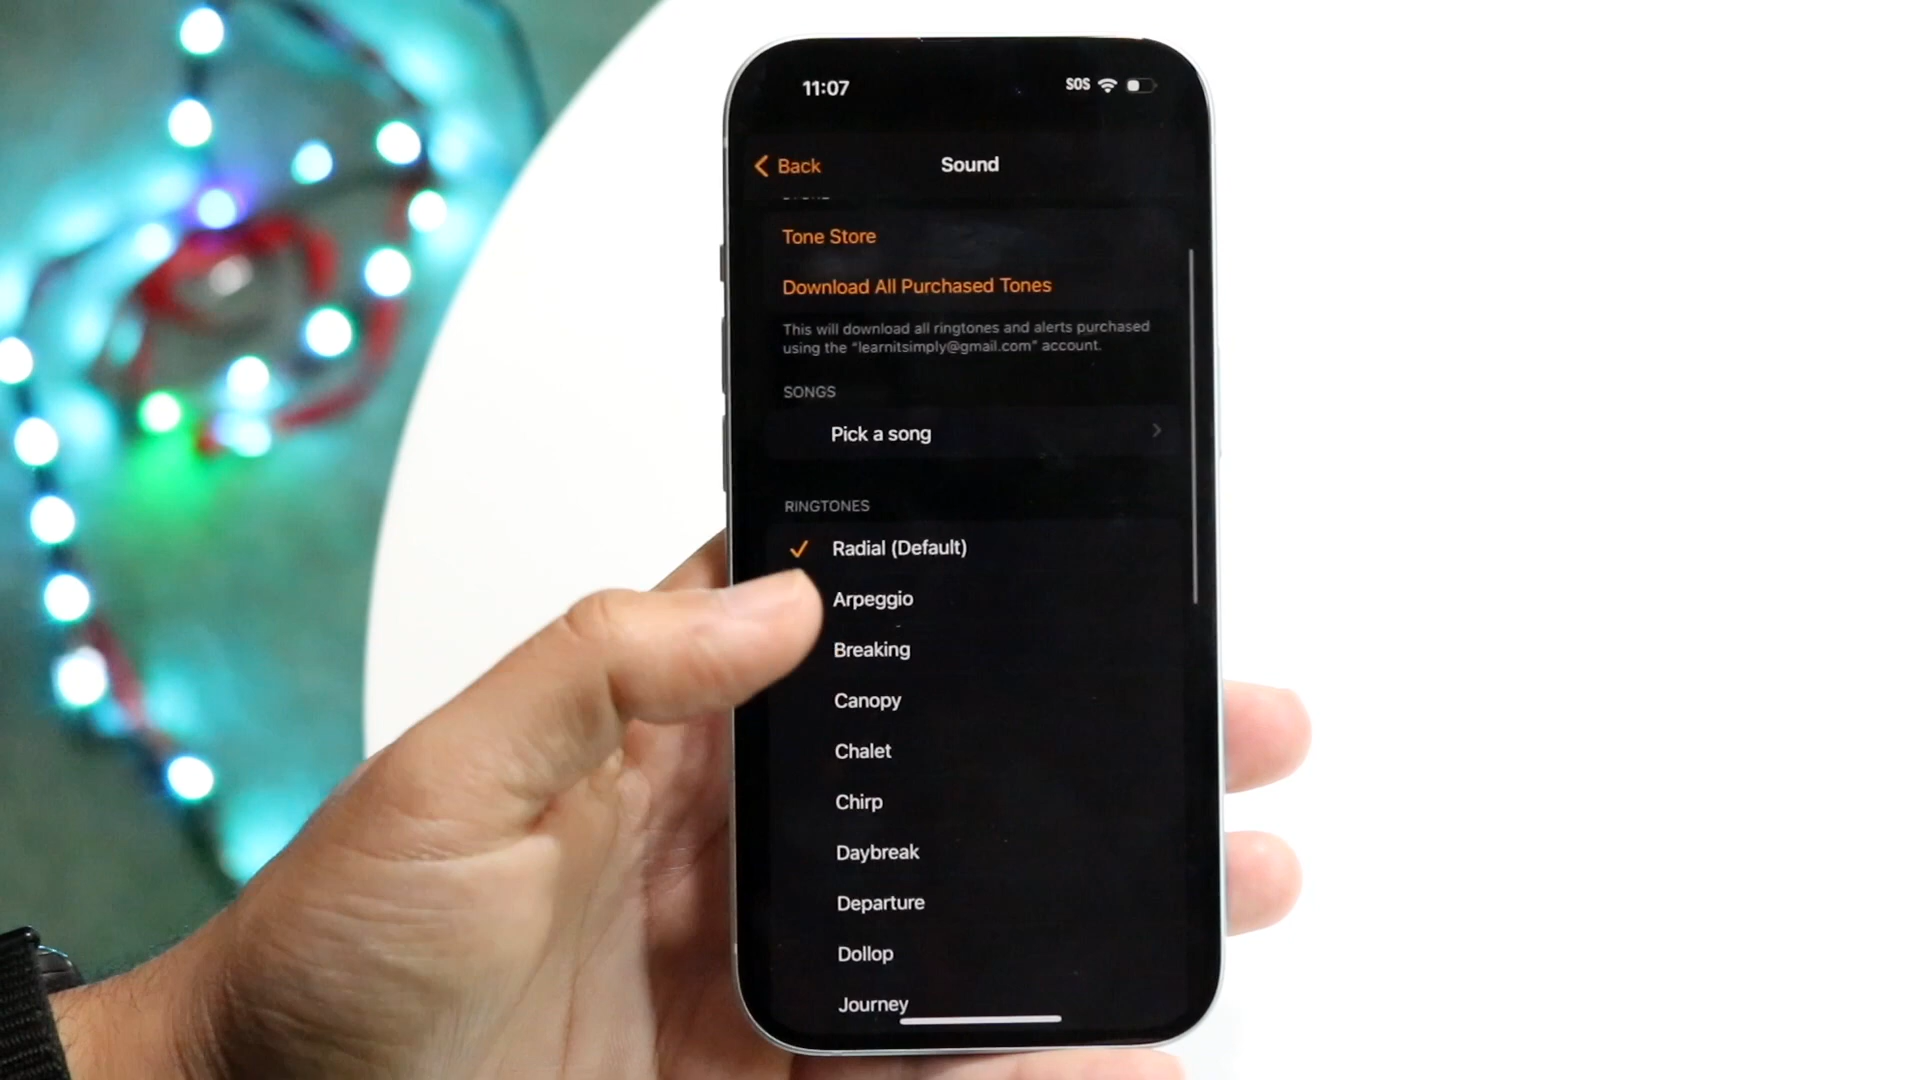 11:07
SOS
Back
Sound
Tone Store
Download All Purchased Tones
This will download all ringtones and alerts purchased
using the "learnitsimply@gmail.com" account.
SONGS
Pick a song
RINGTONES
Radial (Default)
Arpeggio
Breaking
Canopy
Chalet
Chirp
Daybreak
Departure
Dollop
Journey